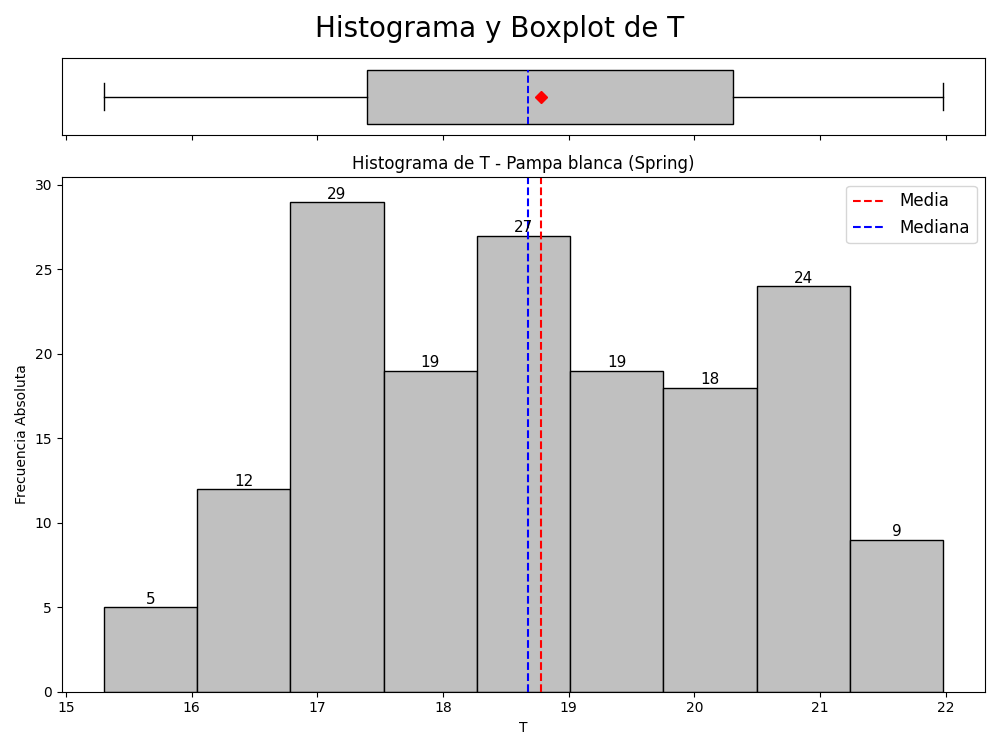 Histograma y Boxplot de T
Histograma de T - Pampa blanca (Spring)
Media
Mediana
Frecuencia Absoluta
30
25
20
15
10
5
0
5
12
29
19
27
19
18
24
9
15 16 17 18 19 20 21 22
T